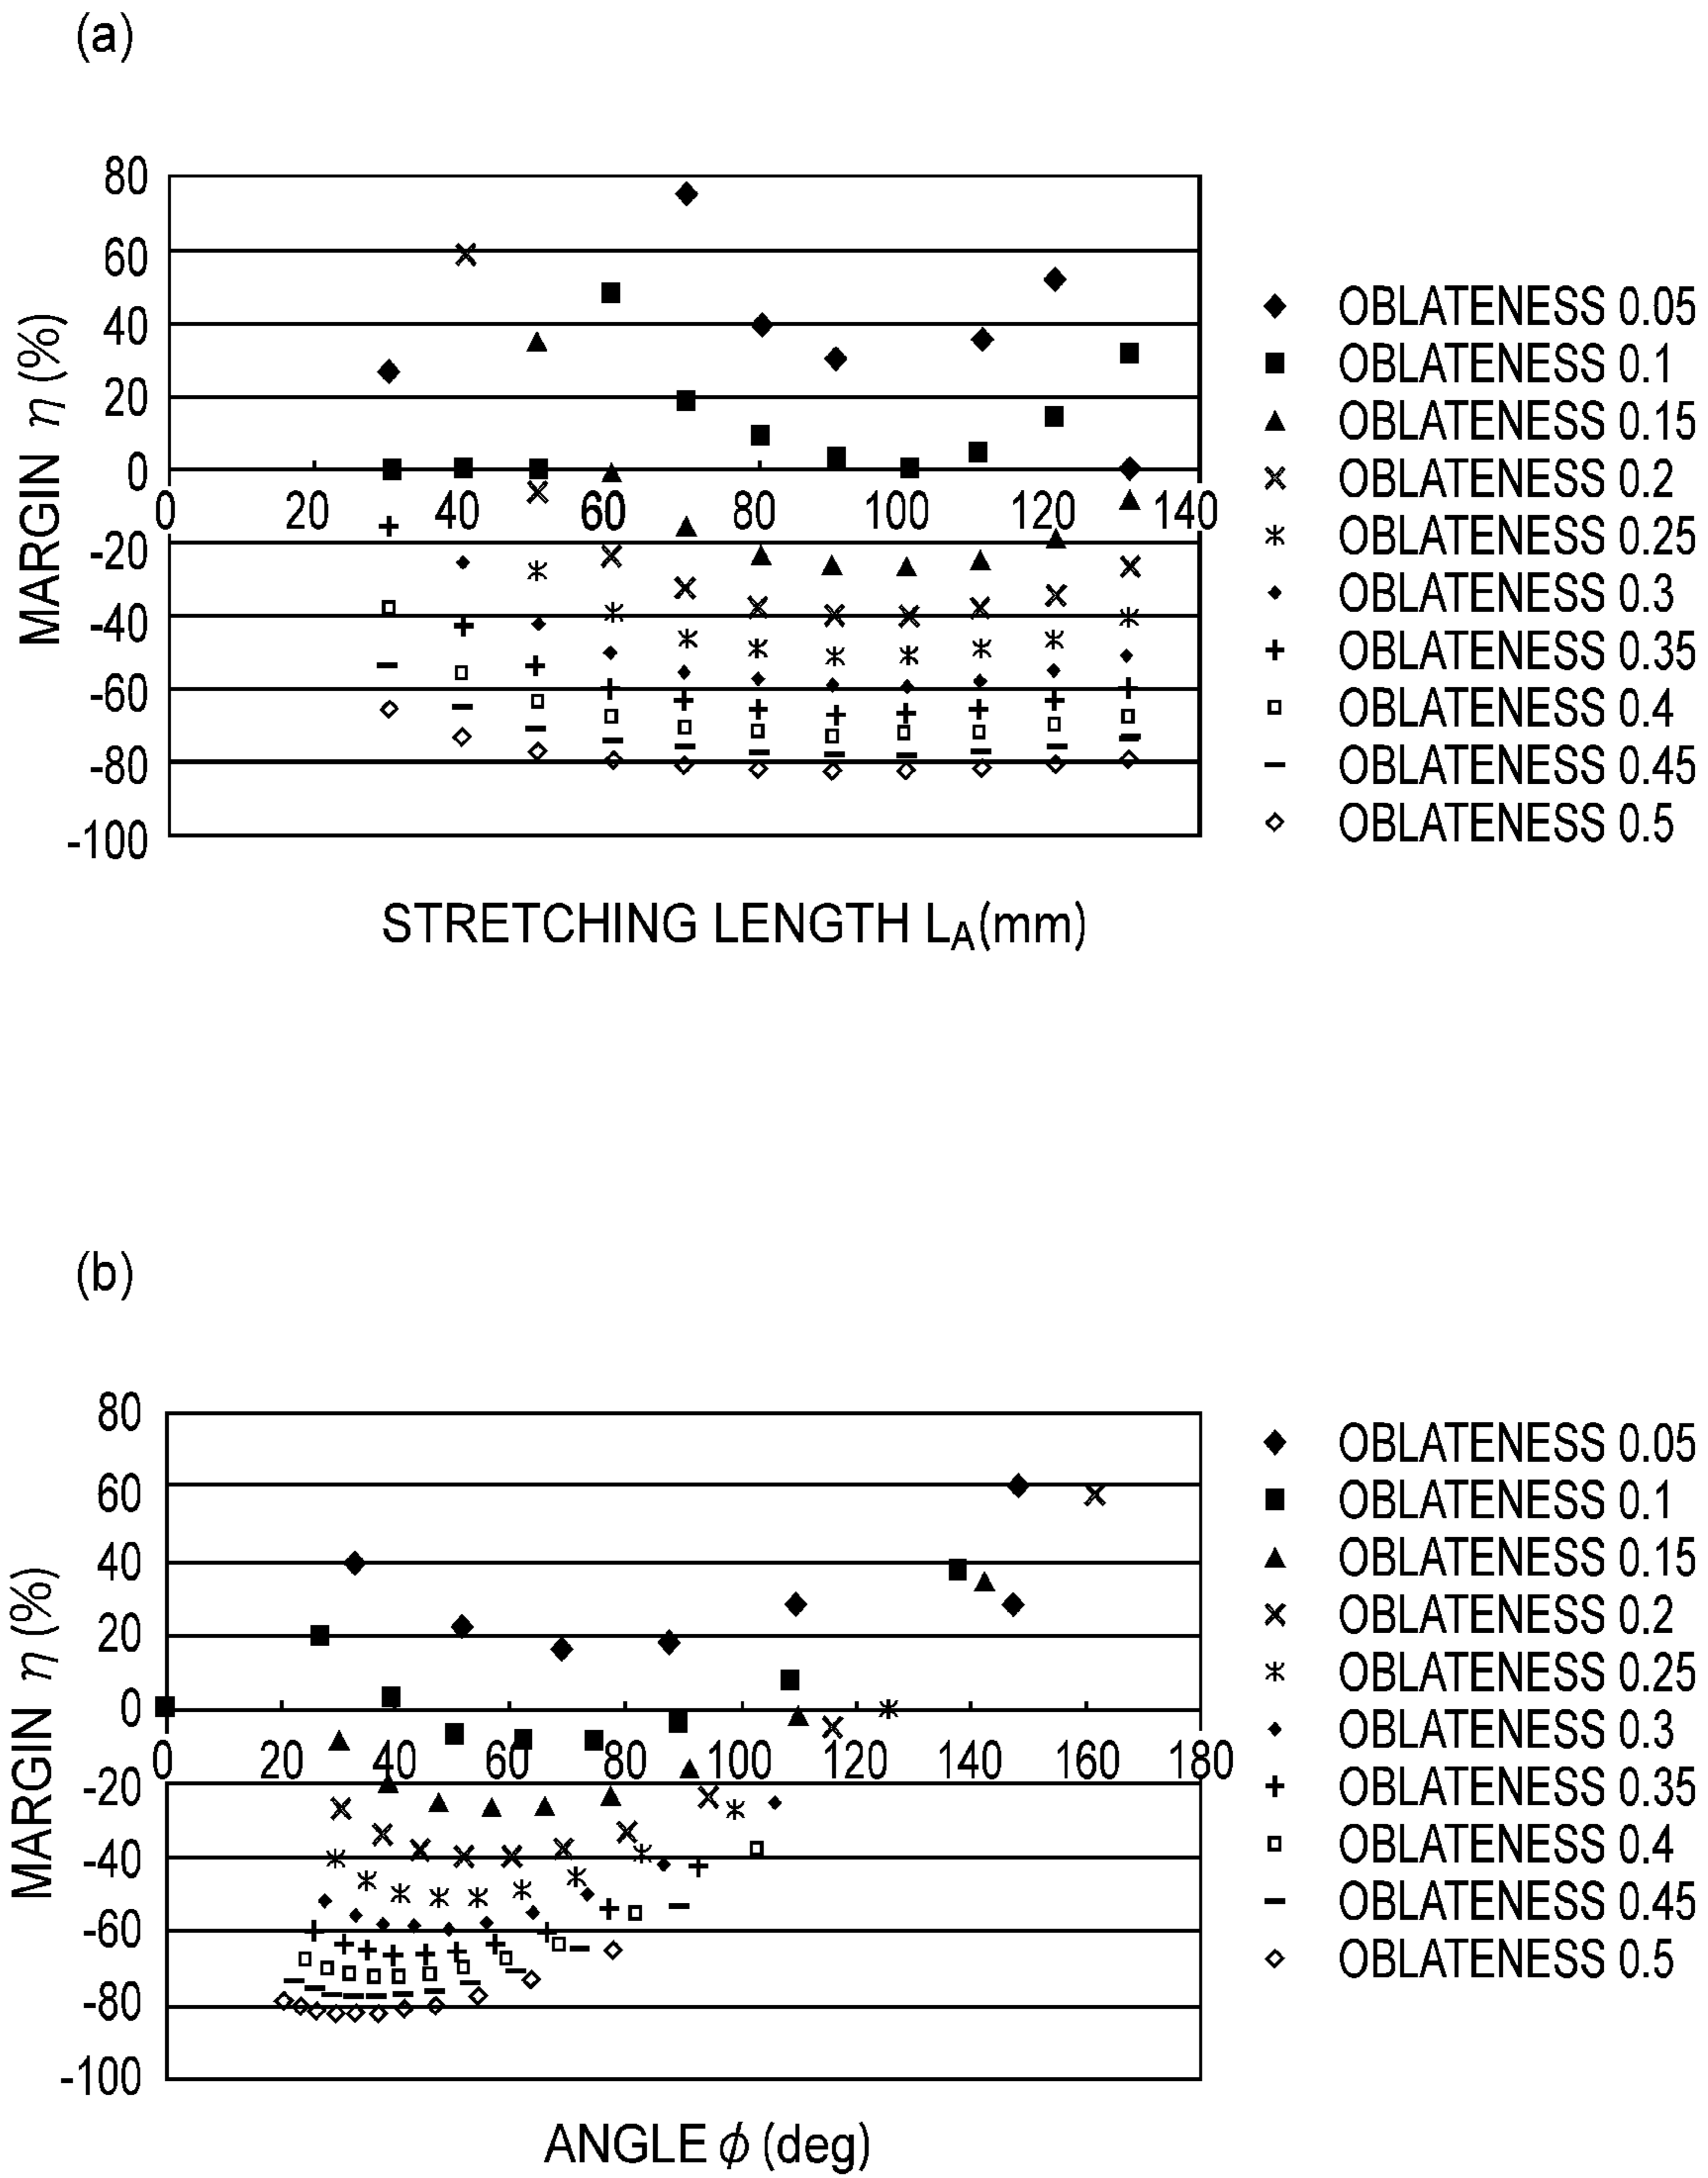 (a)
80
60
40
20
0
-20
-40
-60
-80
-100
0 20 40 60 80 100 120 140
MARGIN η (%)
STRETCHING LENGTH LA(mm)
OBLATENESS 0.05
OBLATENESS 0.1
OBLATENESS 0.15
OBLATENESS 0.2
OBLATENESS 0.25
OBLATENESS 0.3
OBLATENESS 0.35
OBLATENESS 0.4
OBLATENESS 0.45
OBLATENESS 0.5
(b)
80
60
40
20
0
-20
-40
-60
-80
-100
0 20 40 60 80 100 120 140 160 180
MARGIN η (%)
ANGLE ϕ (deg)
OBLATENESS 0.05
OBLATENESS 0.1
OBLATENESS 0.15
OBLATENESS 0.2
OBLATENESS 0.25
OBLATENESS 0.3
OBLATENESS 0.35
OBLATENESS 0.4
OBLATENESS 0.45
OBLATENESS 0.5